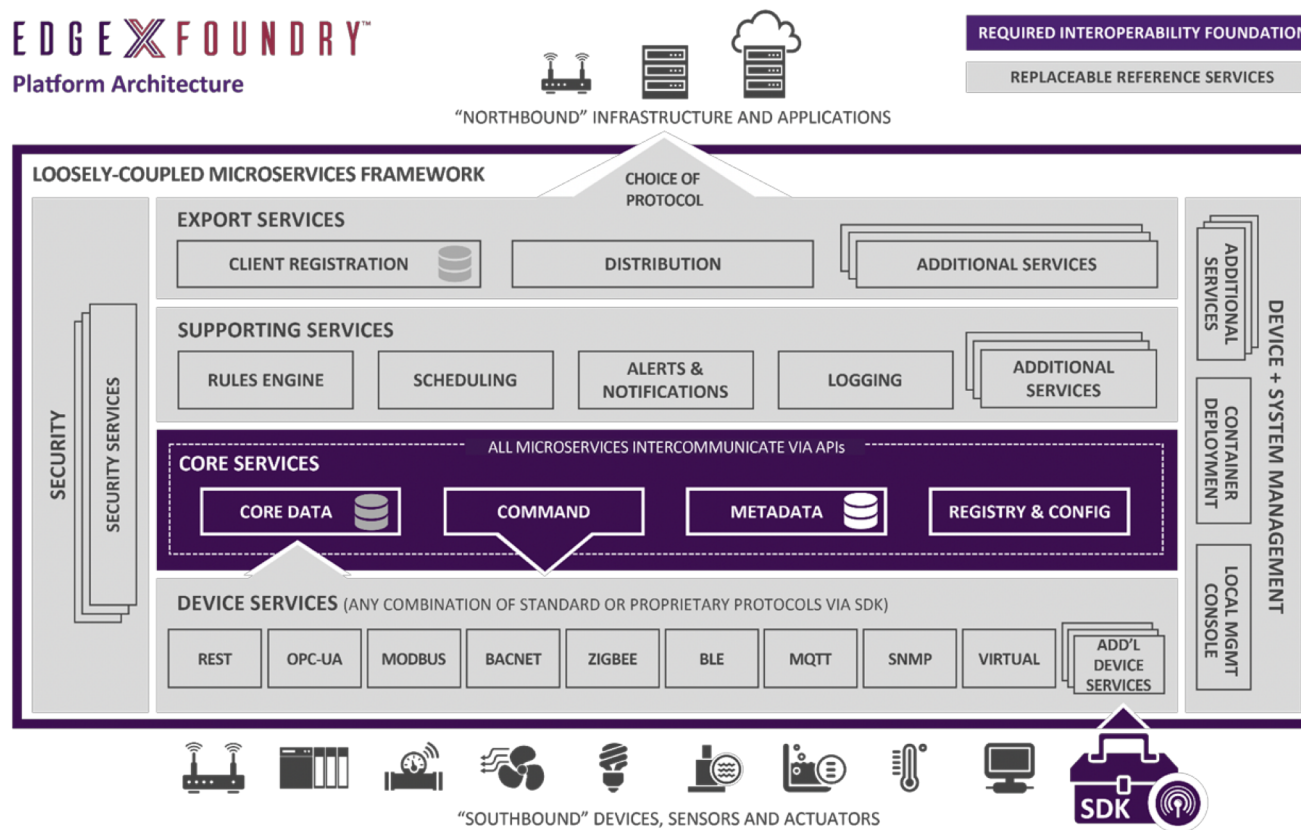 EDGE X FOUNDRY™
Platform Architecture
REQUIRED INTEROPERABILITY FOUNDATION
REPLACEABLE REFERENCE SERVICES
“NORTHBOUND” INFRASTRUCTURE AND APPLICATIONS
LOOSELY-COUPLED MICROSERVICES FRAMEWORK
CHOICE OF
PROTOCOL
EXPORT SERVICES
CLIENT REGISTRATION
DISTRIBUTION
ADDITIONAL SERVICES
SUPPORTING SERVICES
RULES ENGINE
SCHEDULING
ALERTS &
NOTIFICATIONS
LOGGING
ADDITIONAL
SERVICES
ALL MICROSERVICES INTERCOMMUNICATE VIA APIs
CORE SERVICES
CORE DATA
COMMAND
METADATA
REGISTRY & CONFIG
DEVICE SERVICES (ANY COMBINATION OF STANDARD OR PROPRIETARY PROTOCOLS VIA SDK)
REST
OPC-UA
MODBUS
BACNET
ZIGBEE
BLE
MQTT
SNMP
VIRTUAL
ADD’L
DEVICE
SERVICES
SECURITY
SECURITY SERVICES
ADDITIONAL
SERVICES
CONTAINER
DEPLOYMENT
LOCAL MGMT
CONSOLE
DEVICE + SYSTEM MANAGEMENT
SDK
“SOUTHBOUND” DEVICES, SENSORS AND ACTUATORS